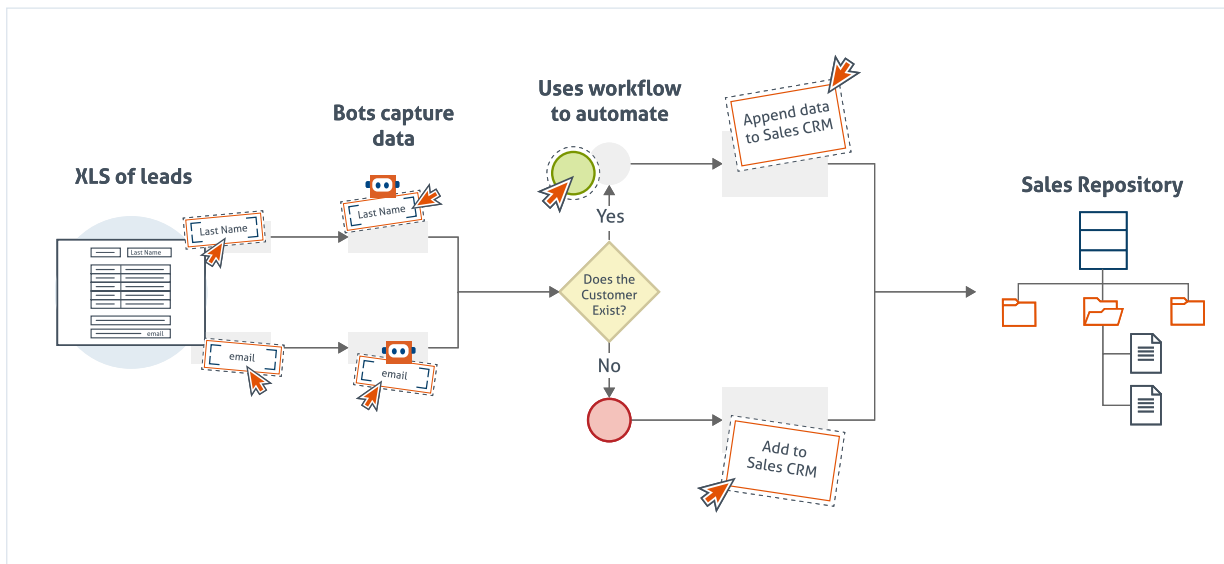 XLS of leads
Last Name
email
Last Name
email
Bots capture
data
Last Name
email
Uses workflow
to automate
Yes
Does the
Customer
Exist?
No
Append data
to Sales CRM
Add to
Sales CRM
Sales Repository